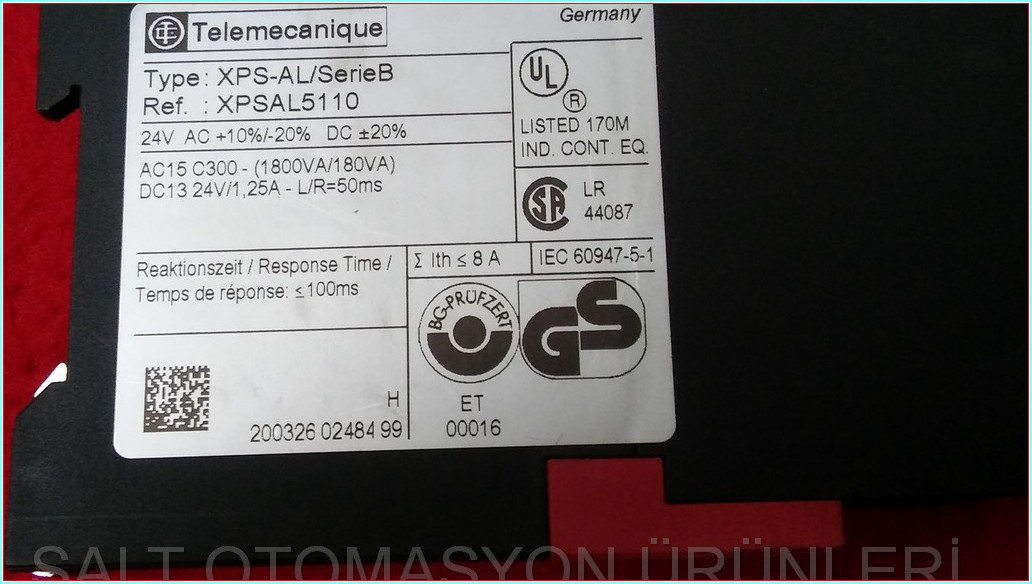 Telemecanique
Germany
Type : XPS-AL/SerieB
Ref. : XPSAL5110
24V AC +10%/-20% DC ±20%
AC15 C300 - (1800VA/180VA)
DC13 24V/1,25A - L/R=50ms
UL
R
LISTED 170M
IND. CONT. EQ.
SA
LR
44087
Reaktionszeit / Response Time /
Temps de réponse: ≤100ms
Σ Ith ≤ 8 A
IEC 60947-5-1
BG-PRÜFZERT
GS
ET
00016
H
200326 02484 99
SALT OTOMASYON ÜRÜNLERİ